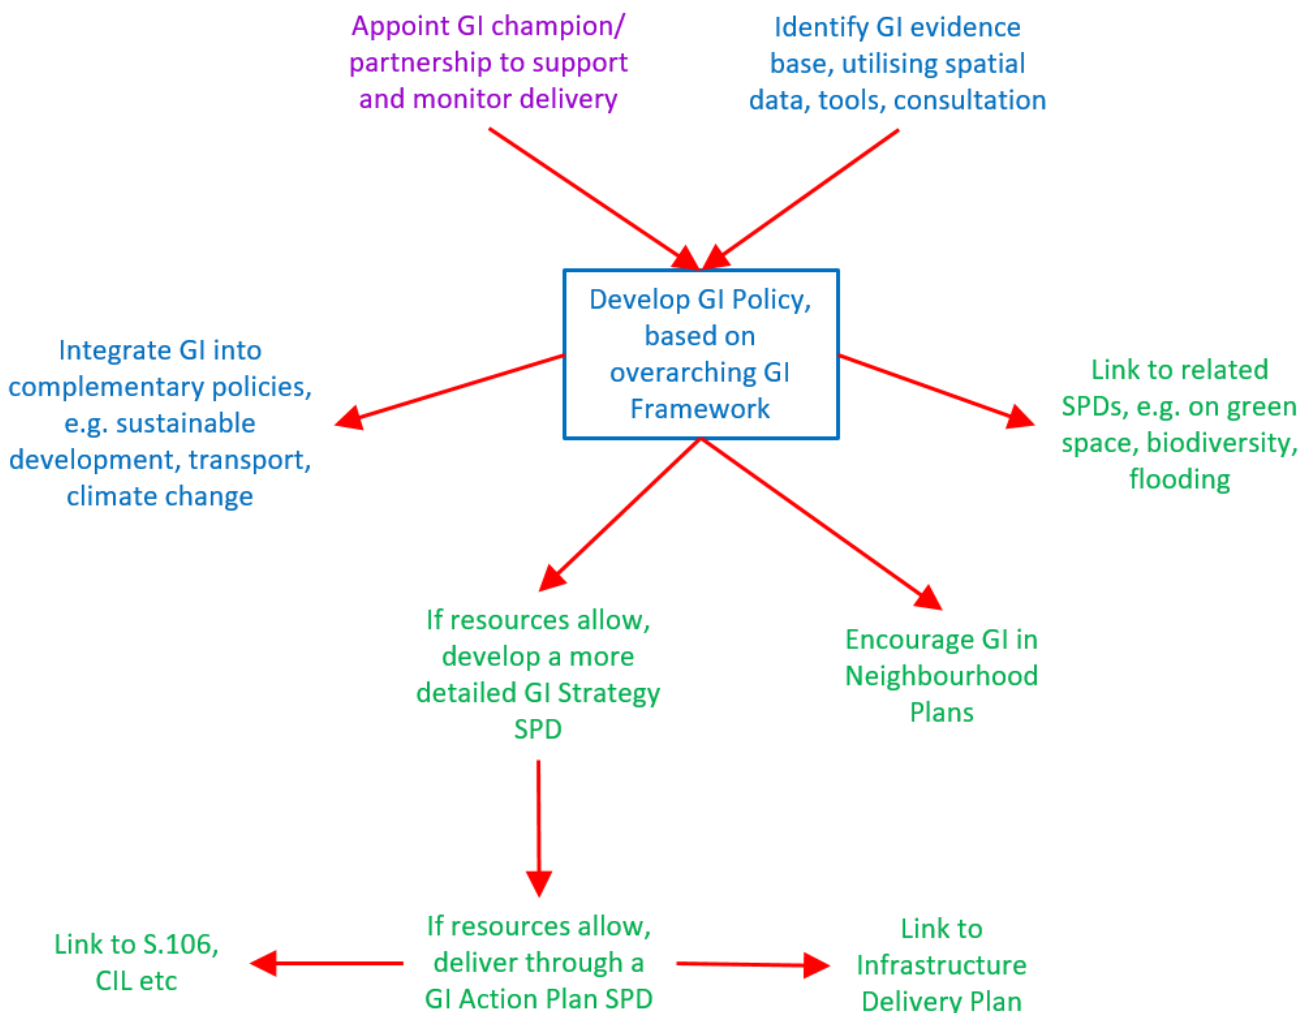 Appoint GI champion/
partnership to support
and monitor delivery
Identify GI evidence
base, utilising spatial
data, tools, consultation
Develop GI Policy,
based on
overarching GI
Framework
Integrate GI into
complementary policies,
e.g. sustainable
development, transport,
climate change
Link to related
SPDs, e.g. on green
space, biodiversity,
flooding
If resources allow,
develop a more
detailed GI Strategy
SPD
Encourage GI in
Neighbourhood
Plans
Link to S.106,
CIL etc
If resources allow,
deliver through a
GI Action Plan SPD
Link to
Infrastructure
Delivery Plan